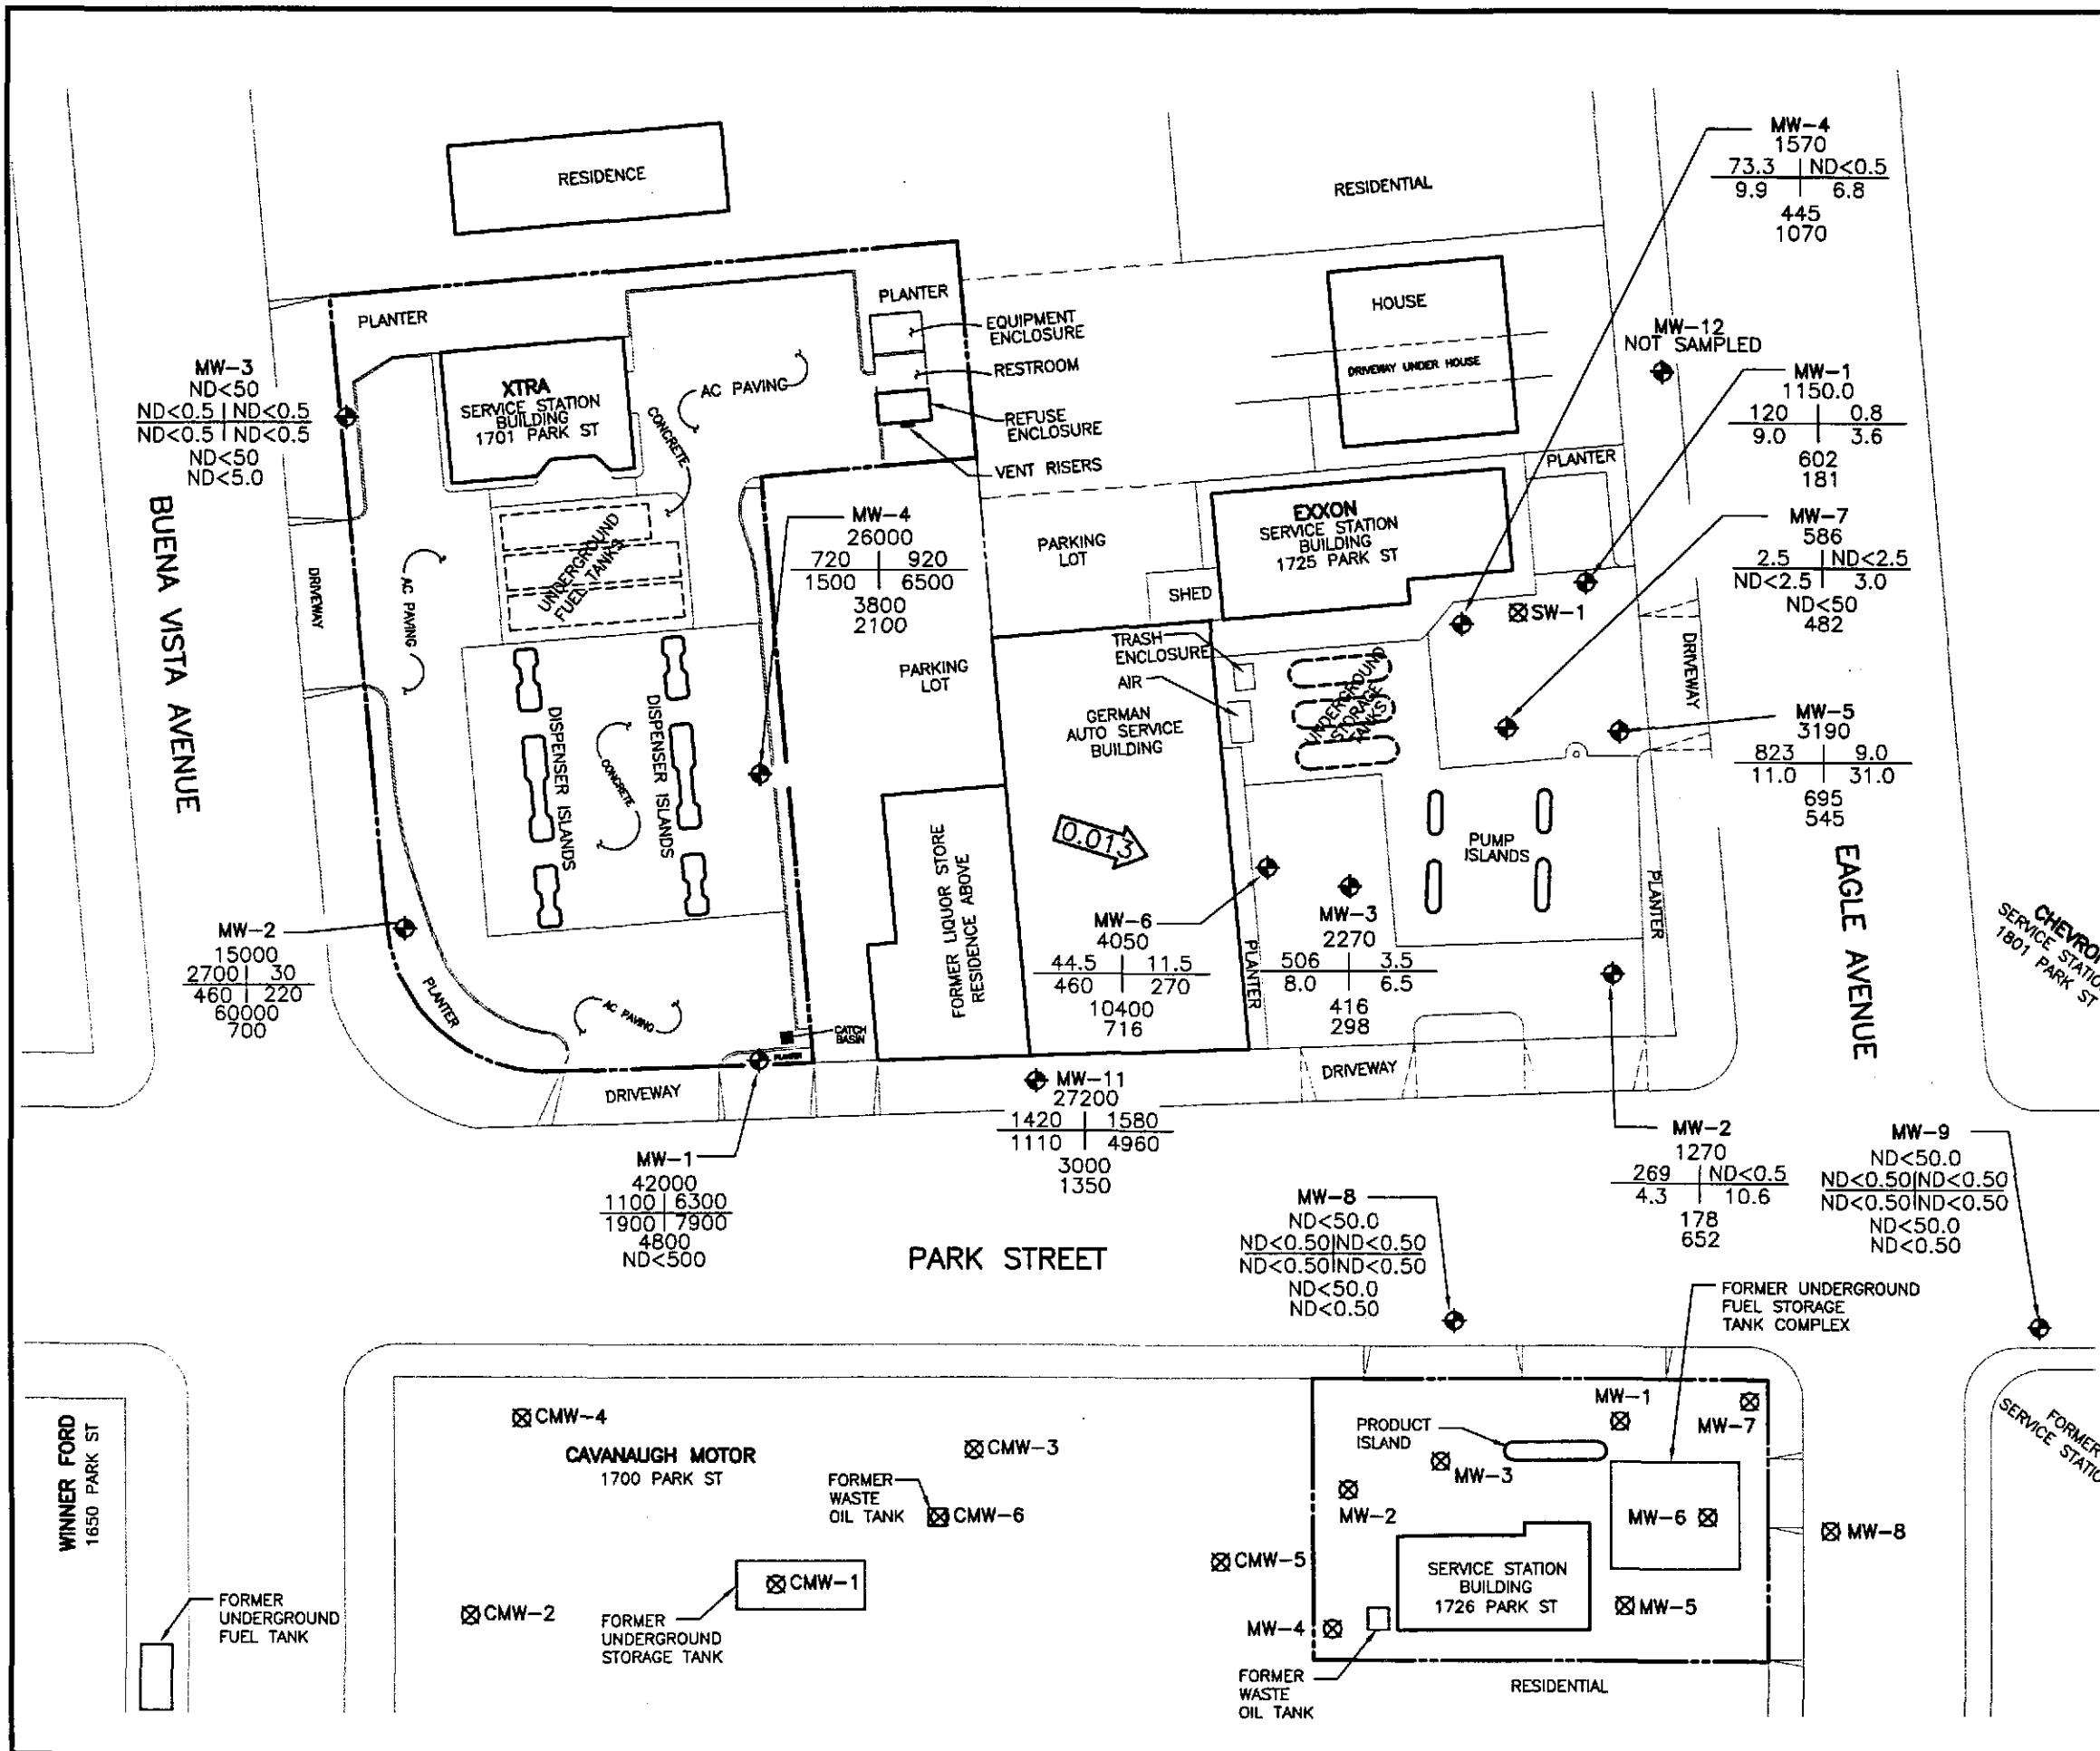 RESIDENCE
RESIDENTIAL
MW-4
1570
73.3 | ND<0.5
9.9 | 6.8
445
1070
PLANTER
PLANTER
EQUIPMENT
ENCLOSURE
RESTROOM
REFUSE
ENCLOSURE
VENT RISERS
HOUSE
DRIVEWAY UNDER HOUSE
MW-12
NOT SAMPLED
MW-3
ND<50
ND<0.5 | ND<0.5
ND<0.5 | ND<0.5
ND<50
ND<5.0
XTRA
SERVICE STATION
BUILDING
1701 PARK ST
AC PAVING
CONCRETE
MW-1
1150.0
120 | 0.8
9.0 | 3.6
602
181
PLANTER
BUENA VISTA AVENUE
DRIVEWAY
AC PAVING
UNDERGROUND
FUEL TANKS
MW-4
26000
720 | 920
1500 | 6500
3800
2100
PARKING
LOT
EXXON
SERVICE STATION
BUILDING
1725 PARK ST
SHED
SW-1
MW-7
586
2.5 | ND<2.5
ND<2.5 | 3.0
ND<50
482
DRIVEWAY
TRASH
ENCLOSURE
AIR
UNDERGROUND
STORAGE
TANKS
PARKING
LOT
GERMAN
AUTO SERVICE
BUILDING
MW-5
3190
823 | 9.0
11.0 | 31.0
695
545
DISPENSER ISLANDS
CONCRETE
DISPENSER ISLANDS
0.013
PUMP
ISLANDS
EAGLE AVENUE
PLANTER
CHEVRON
SERVICE STATIO
1801 PARK ST
MW-2
15000
2700 | 30
460 | 220
60000
700
PLANTER
AC PAVING
CATCH
BASIN
PLANTER
FORMER LIQUOR STORE
RESIDENCE ABOVE
MW-6
4050
44.5 | 11.5
460 | 270
10400
716
PLANTER
MW-3
2270
506 | 3.5
8.0 | 6.5
416
298
DRIVEWAY
DRIVEWAY
MW-11
27200
1420 | 1580
1110 | 4960
3000
1350
MW-1
42000
1100 | 6300
1900 | 7900
4800
ND<500
PARK STREET
MW-8
ND<50.0
ND<0.50|ND<0.50
ND<0.50|ND<0.50
ND<50.0
ND<0.50
MW-2
1270
269 | ND<0.5
4.3 | 10.6
178
652
MW-9
ND<50.0
ND<0.50|ND<0.50
ND<0.50|ND<0.50
ND<50.0
ND<0.50
FORMER UNDERGROUND
FUEL STORAGE
TANK COMPLEX
WINNER FORD
1650 PARK ST
FORMER
UNDERGROUND
FUEL TANK
CMW-4
CAVANAUGH MOTOR
1700 PARK ST
CMW-3
FORMER
WASTE
OIL TANK
CMW-6
CMW-1
CMW-2
FORMER
UNDERGROUND
STORAGE TANK
CMW-5
PRODUCT
ISLAND
MW-1
MW-7
MW-3
MW-2
MW-6
MW-8
SERVICE STATION
BUILDING
1726 PARK ST
MW-5
MW-4
FORMER
WASTE
OIL TANK
RESIDENTIAL
FORMER
SERVICE STATIO